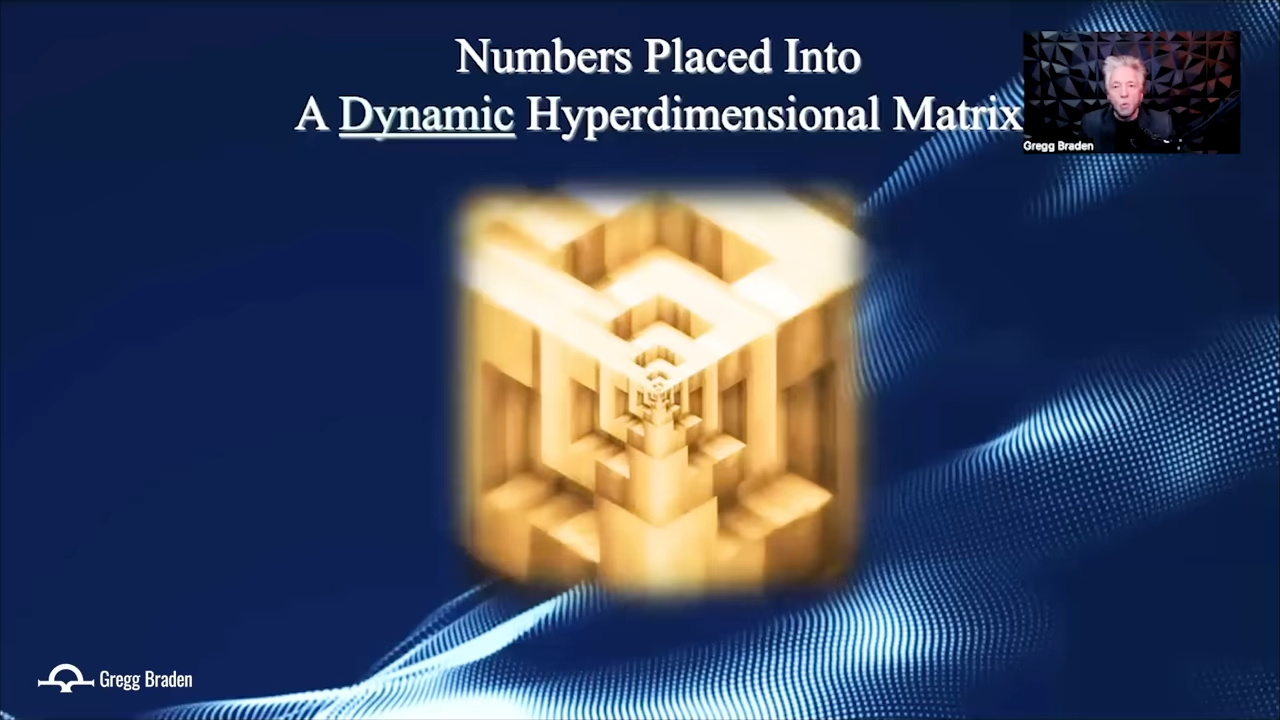 Numbers Placed Into
A Dynamic Hyperdimensional Matrix
Gregg Braden
Gregg Braden